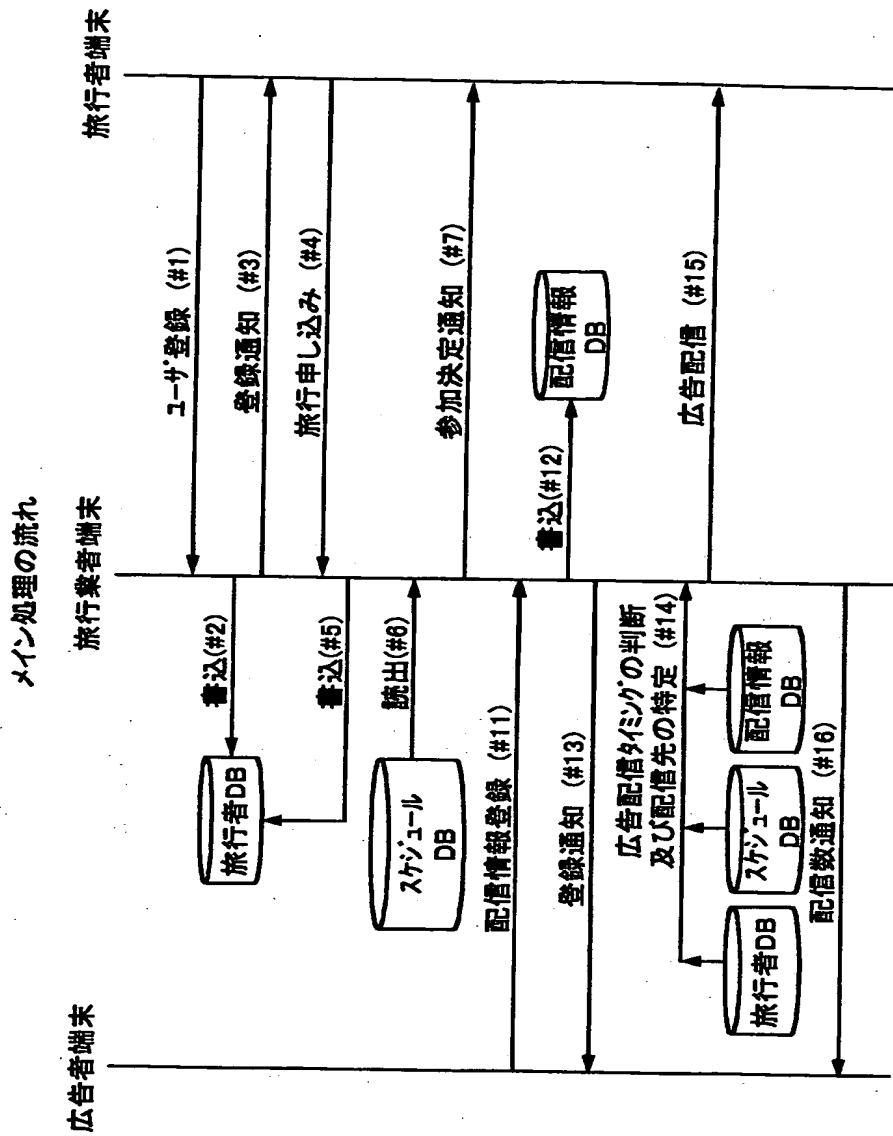 メイン処理の流れ
広告者端末
旅行業者端末
旅行者端末
ユーザ登録 (#1)
書込(#2)
旅行者DB
登録通知 (#3)
旅行申し込み (#4)
書込(#5)
読出(#6)
スケジュール
DB
参加決定通知 (#7)
配信情報登録 (#11)
書込(#12)
配信情報
DB
登録通知 (#13)
広告配信タイミングの判断
及び配信先の特定 (#14)
旅行者DB
スケジュール
DB
配信情報
DB
広告配信 (#15)
配信数通知 (#16)